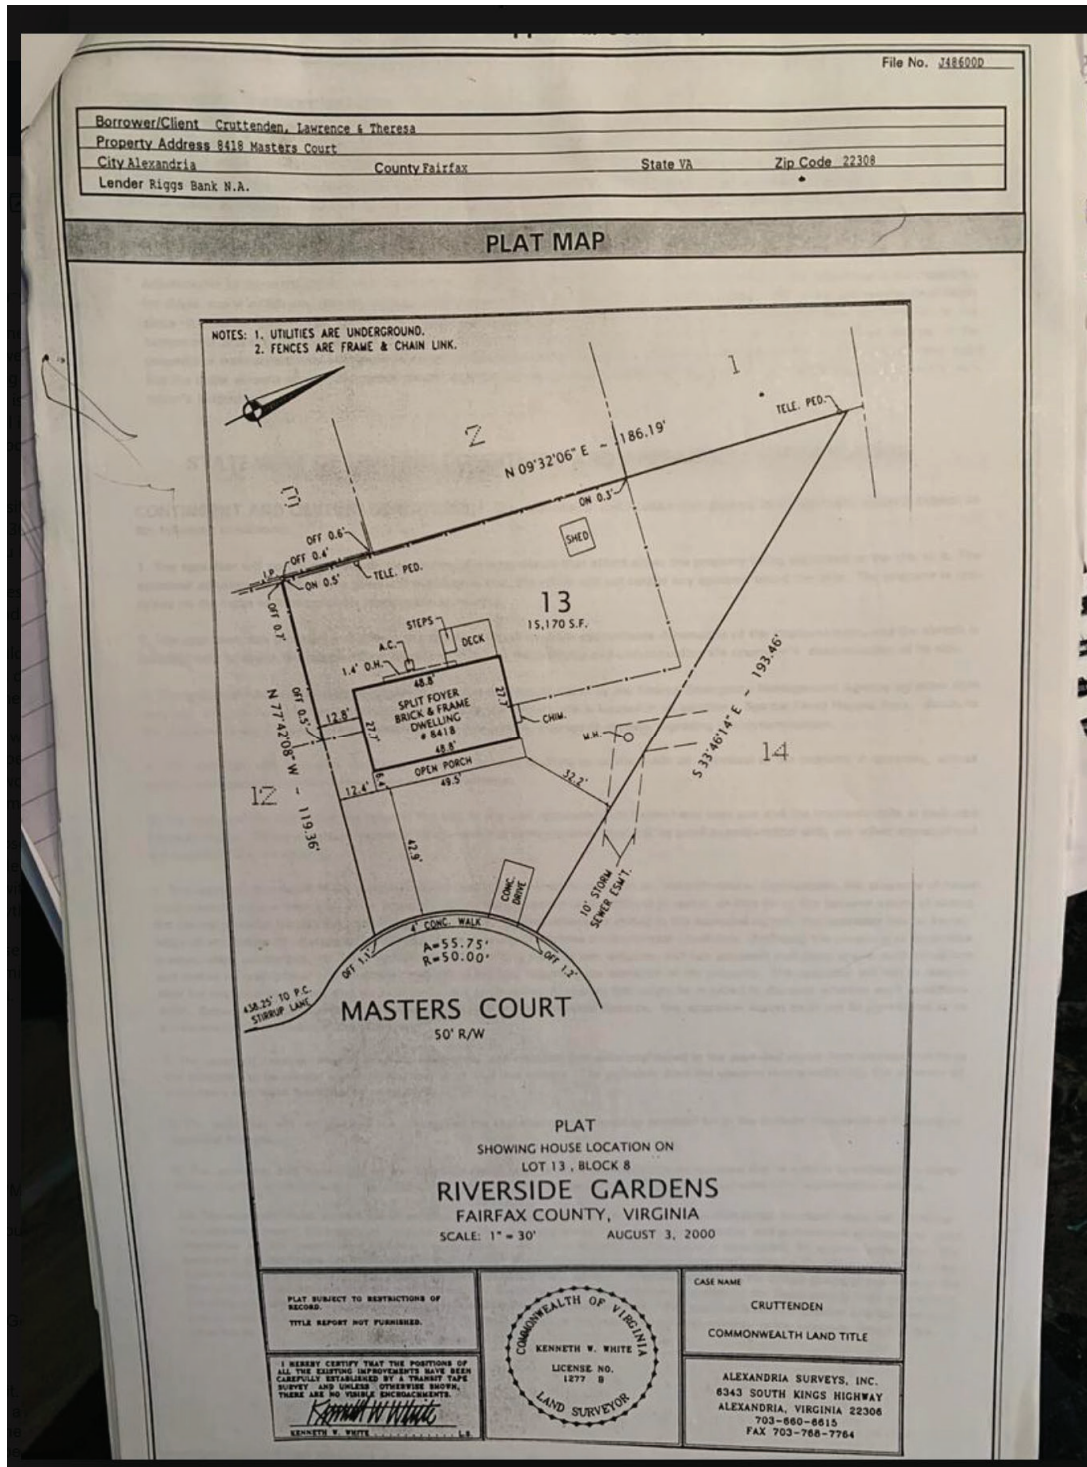 File No. J48600D
Borrower/Client Cruttenden, Lawrence & Theresa
Property Address 8418 Masters Court
City Alexandria County Fairfax State VA Zip Code 22308
Lender Riggs Bank N.A.
PLAT MAP
NOTES: 1. UTILITIES ARE UNDERGROUND.
2. FENCES ARE FRAME & CHAIN LINK.
1
TELE. PED.
2
N 09°32'06" E ~ 186.19'
ON 0.3'
3
SHED
OFF 0.6'
OFF 0.4'
I.P.
ON 0.5'
TELE. PED.
OFF 0.7'
13
15,170 S.F.
STEPS
DECK
A.C.
1.4' O.H.
48.8'
SPLIT FOYER
BRICK & FRAME
DWELLING
# 8418
27.7'
27.7'
48.8'
CHIM.
N 77°42'08" W ~ 119.36'
OFF 0.5'
12.8'
M.H.
S 33°46'14" E ~ 193.46'
14
12
OPEN PORCH
6.4'
49.5'
12.4'
32.2'
42.9'
CONC.
DRIVE
10' STORM
SEWER ESM'T.
4' CONC. WALK
A=55.75'
R=50.00'
OFF 1.1'
OFF 1.2'
438.25' TO P.C.
STIRRUP LANE
MASTERS COURT
50' R/W
PLAT
SHOWING HOUSE LOCATION ON
LOT 13 , BLOCK 8
RIVERSIDE GARDENS
FAIRFAX COUNTY, VIRGINIA
SCALE: 1" = 30' AUGUST 3, 2000
PLAT SUBJECT TO RESTRICTIONS OF
RECORD.
TITLE REPORT NOT FURNISHED.
I HEREBY CERTIFY THAT THE POSITIONS OF
ALL THE EXISTING IMPROVEMENTS HAVE BEEN
CAREFULLY ESTABLISHED BY A TRANSIT TAPE
SURVEY AND UNLESS OTHERWISE SHOWN,
THERE ARE NO VISIBLE ENCROACHMENTS.
Kenneth W White
KENNETH W. WHITE L.S.
COMMONWEALTH OF VIRGINIA
KENNETH W. WHITE
LICENSE NO.
1277 B
LAND SURVEYOR
CASE NAME
CRUTTENDEN
COMMONWEALTH LAND TITLE
ALEXANDRIA SURVEYS, INC.
6343 SOUTH KINGS HIGHWAY
ALEXANDRIA, VIRGINIA 22306
703-660-6615
FAX 703-768-7764